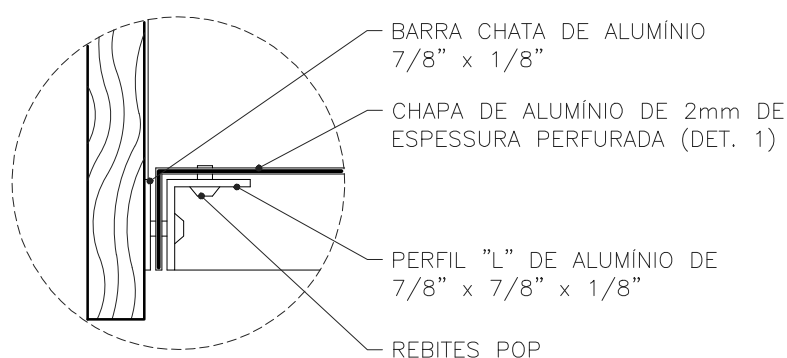 BARRA CHATA DE ALUMÍNIO
7/8" x 1/8"
CHAPA DE ALUMÍNIO DE 2mm DE
ESPESSURA PERFURADA (DET. 1)
PERFIL "L" DE ALUMÍNIO DE
7/8" x 7/8" x 1/8"
REBITES POP